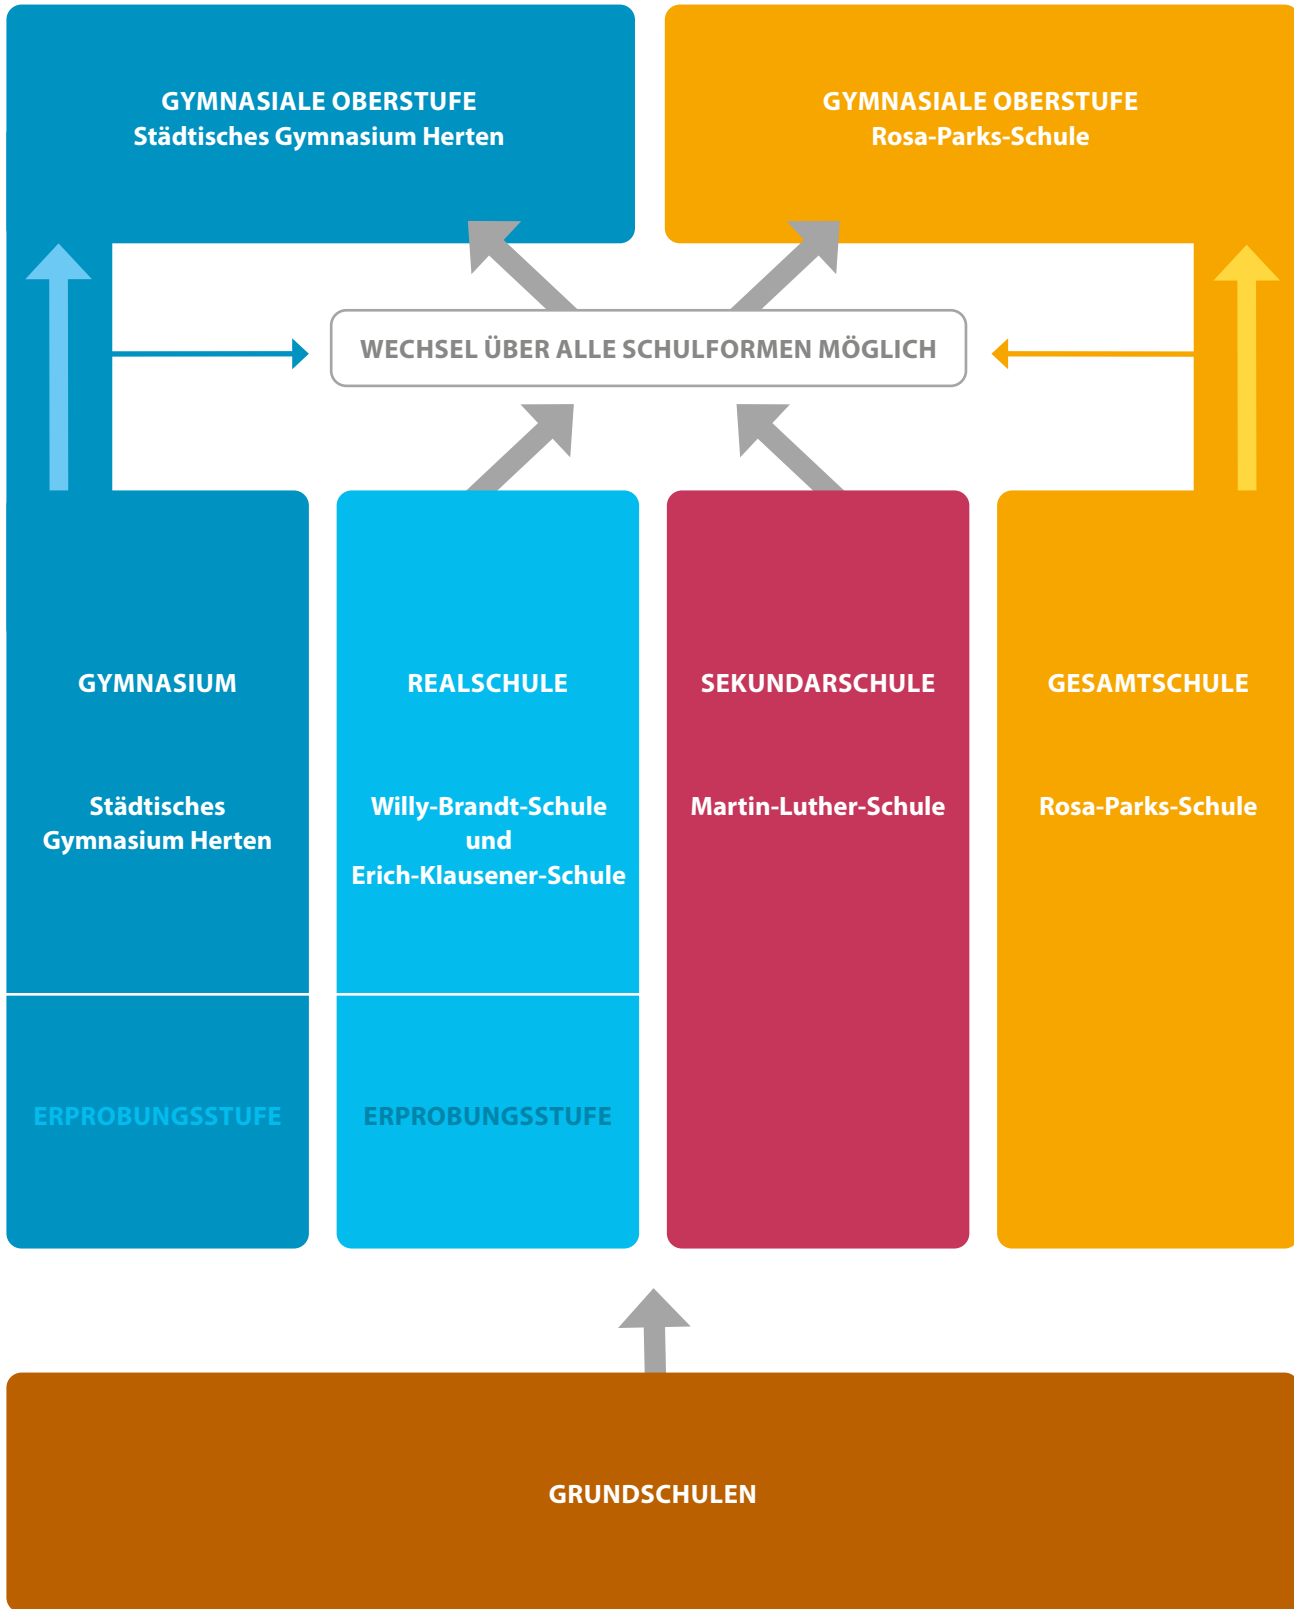 GYMNASIALE OBERSTUFE
Städtisches Gymnasium Herten
GYMNASIALE OBERSTUFE
Rosa-Parks-Schule
WECHSEL ÜBER ALLE SCHULFORMEN MÖGLICH
GYMNASIUM
Städtisches
Gymnasium Herten
REALSCHULE
Willy-Brandt-Schule
und
Erich-Klausener-Schule
SEKUNDARSCHULE
Martin-Luther-Schule
GESAMTSCHULE
Rosa-Parks-Schule
ERPROBUNGSSTUFE
ERPROBUNGSSTUFE
GRUNDSCHULEN